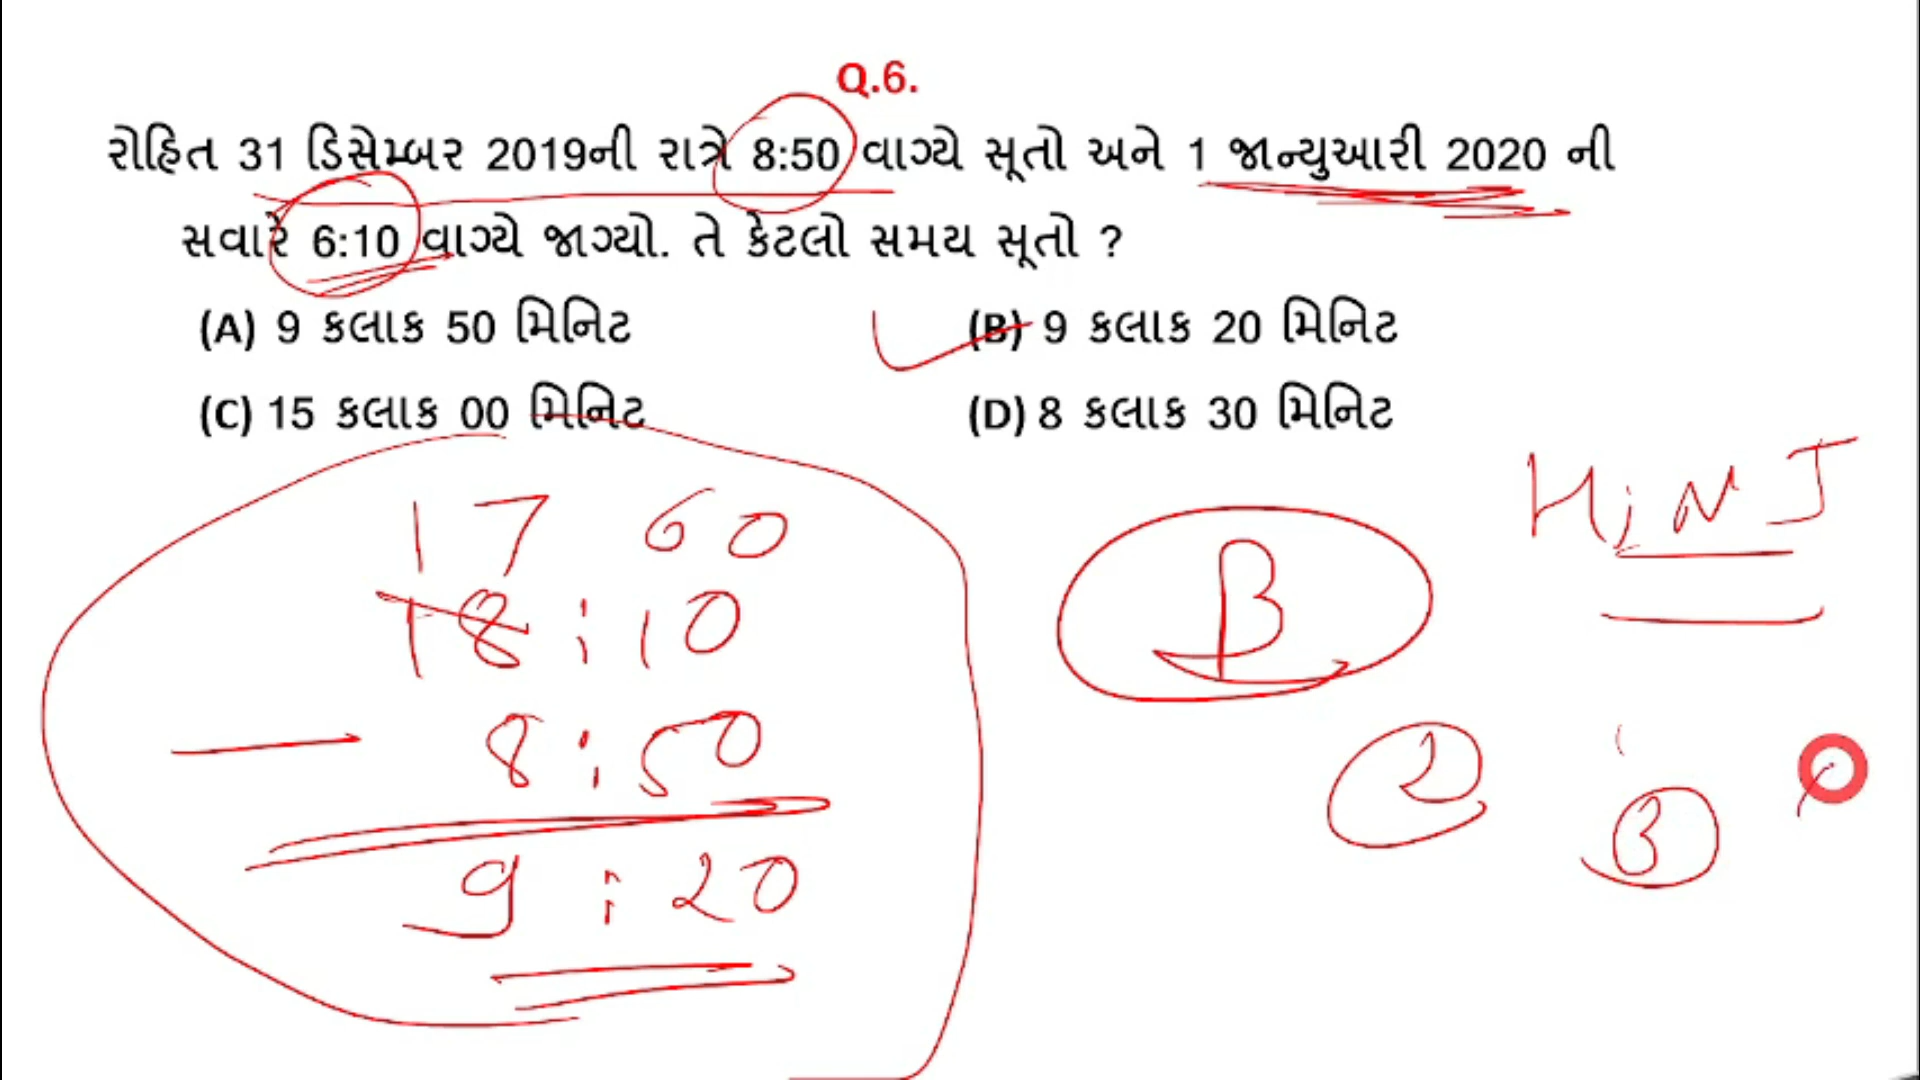 Q.6.
રોહિત 31 ડિસેમ્બર 2019ની રાત્રે 8:50 વાગ્યે સૂતો અને 1 જાન્યુઆરી 2020 ની
સવારે 6:10 વાગ્યે જાગ્યો. તે કેટલો સમય સૂતો ?
(A) 9 કલાક 50 મિનિટ (B) 9 કલાક 20 મિનિટ
(C) 15 કલાક 00 મિનિટ (D) 8 કલાક 30 મિનિટ
17 60
18:10
8:50
9:20
B